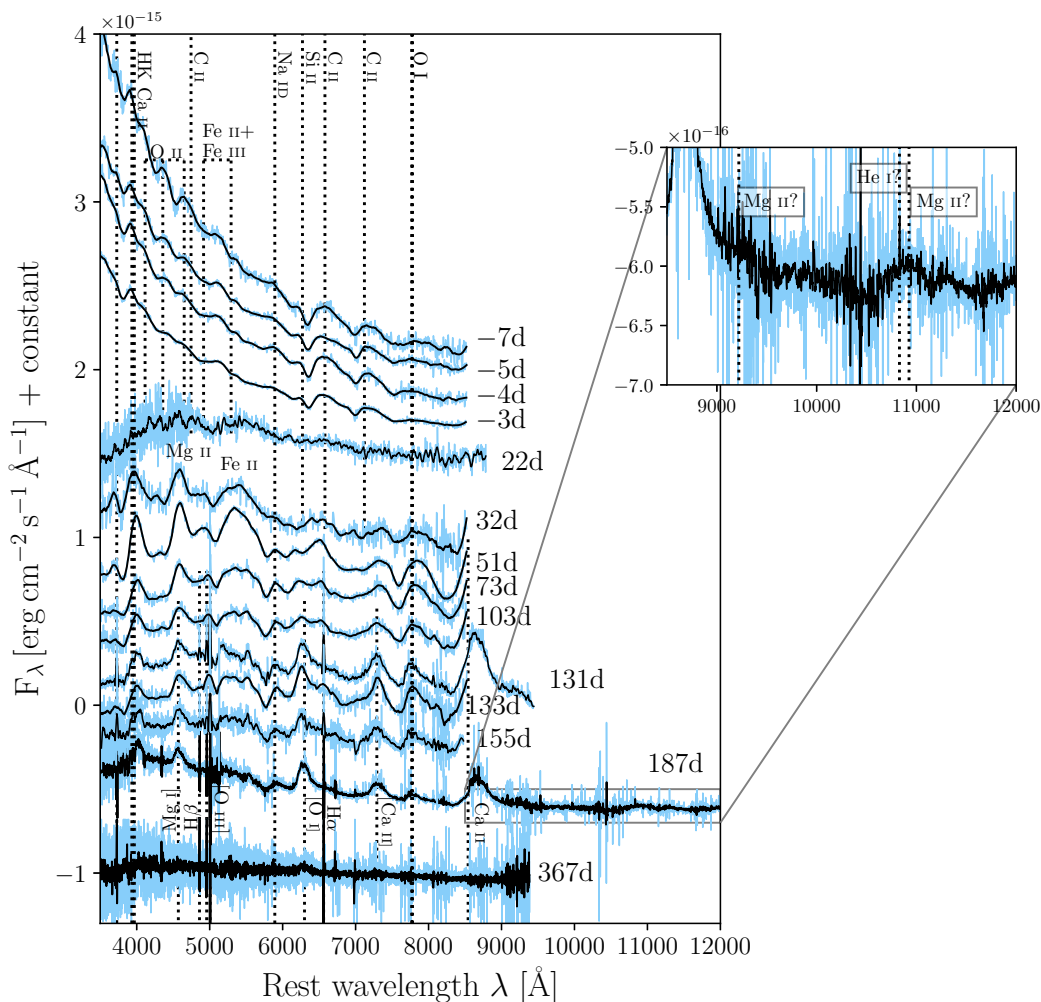 ×10⁻¹⁵
4
3
2
1
0
−1
F_λ [erg cm⁻² s⁻¹ Å⁻¹] + constant
4000 5000 6000 7000 8000 9000 10000 11000 12000
Rest wavelength λ [Å]
HK Ca II
C II
Na ID
Si II
C II
C II
O I
O II
Fe II+
Fe III
−7d
−5d
−4d
−3d
22d
Mg II
Fe II
32d
51d
73d
103d
131d
133d
155d
187d
367d
Mg I]
Hβ
[O III]
[O I]
Hα
[Ca II]
Ca II
×10⁻¹⁶
−5.0
−5.5
−6.0
−6.5
−7.0
He I?
Mg II?
Mg II?
9000 10000 11000 12000